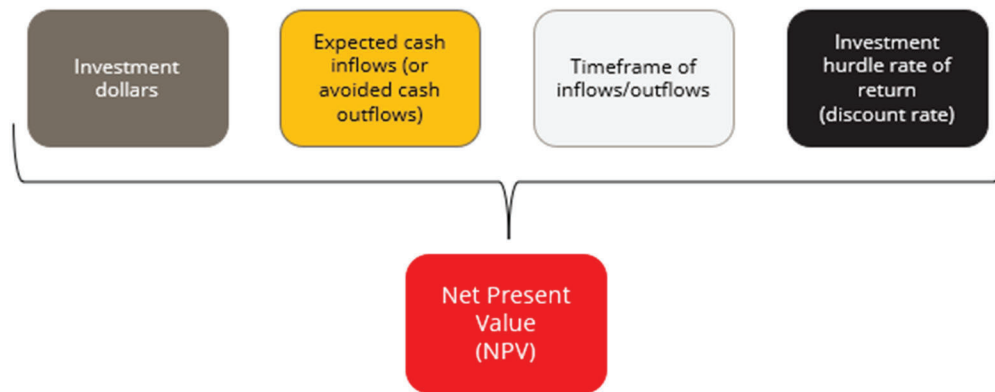 Investment
dollars
Expected cash
inflows (or
avoided cash
outflows)
Timeframe of
inflows/outflows
Investment
hurdle rate of
return
(discount rate)
Net Present
Value
(NPV)